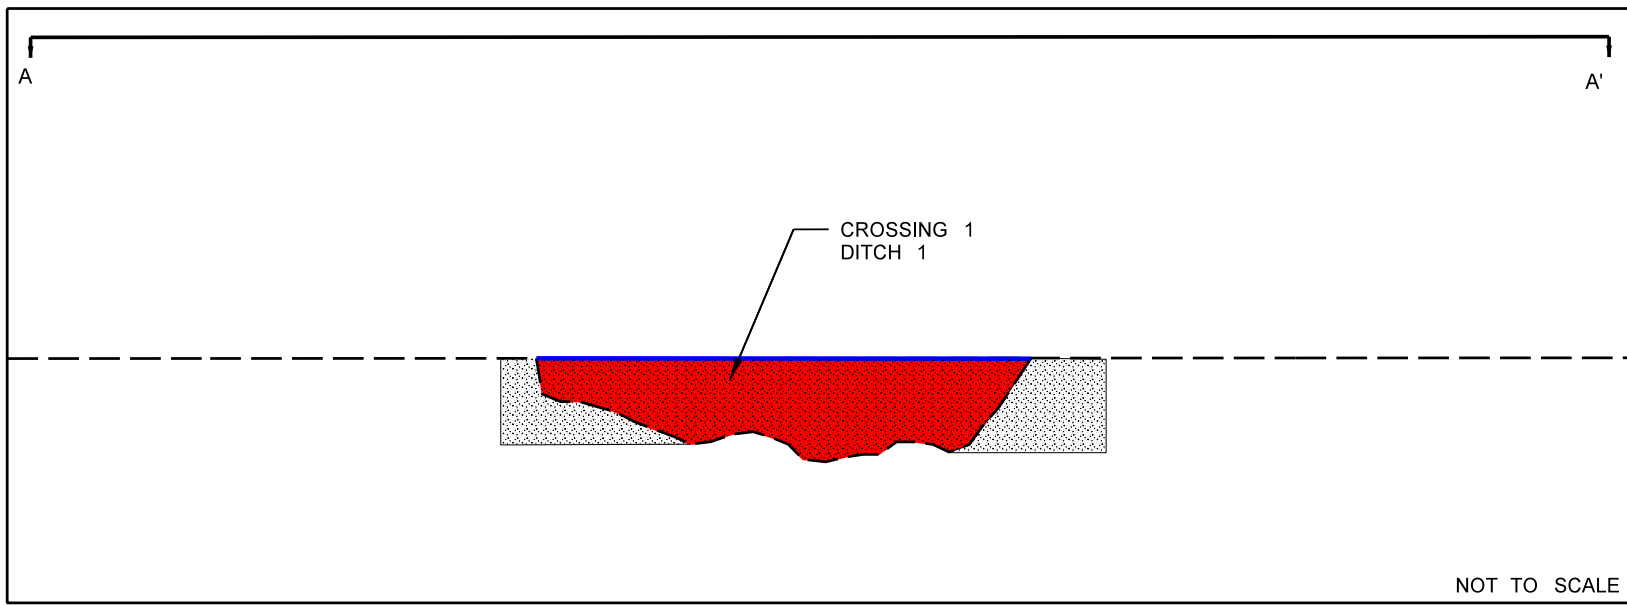 A
A'
CROSSING 1
DITCH 1
NOT TO SCALE